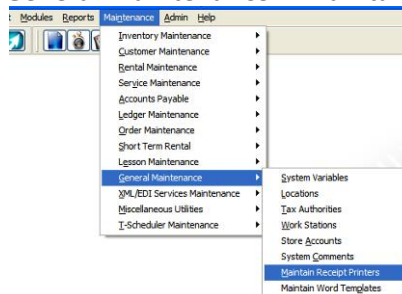 Modules Reports Maintenance Admin Help
Inventory Maintenance
Customer Maintenance
Rental Maintenance
Service Maintenance
Accounts Payable
Ledger Maintenance
Order Maintenance
Short Term Rental
Lesson Maintenance
General Maintenance
XML/EDI Services Maintenance
Miscellaneous Utilities
T-Scheduler Maintenance
System Variables
Locations
Tax Authorities
Work Stations
Store Accounts
System Comments
Maintain Receipt Printers
Maintain Word Templates